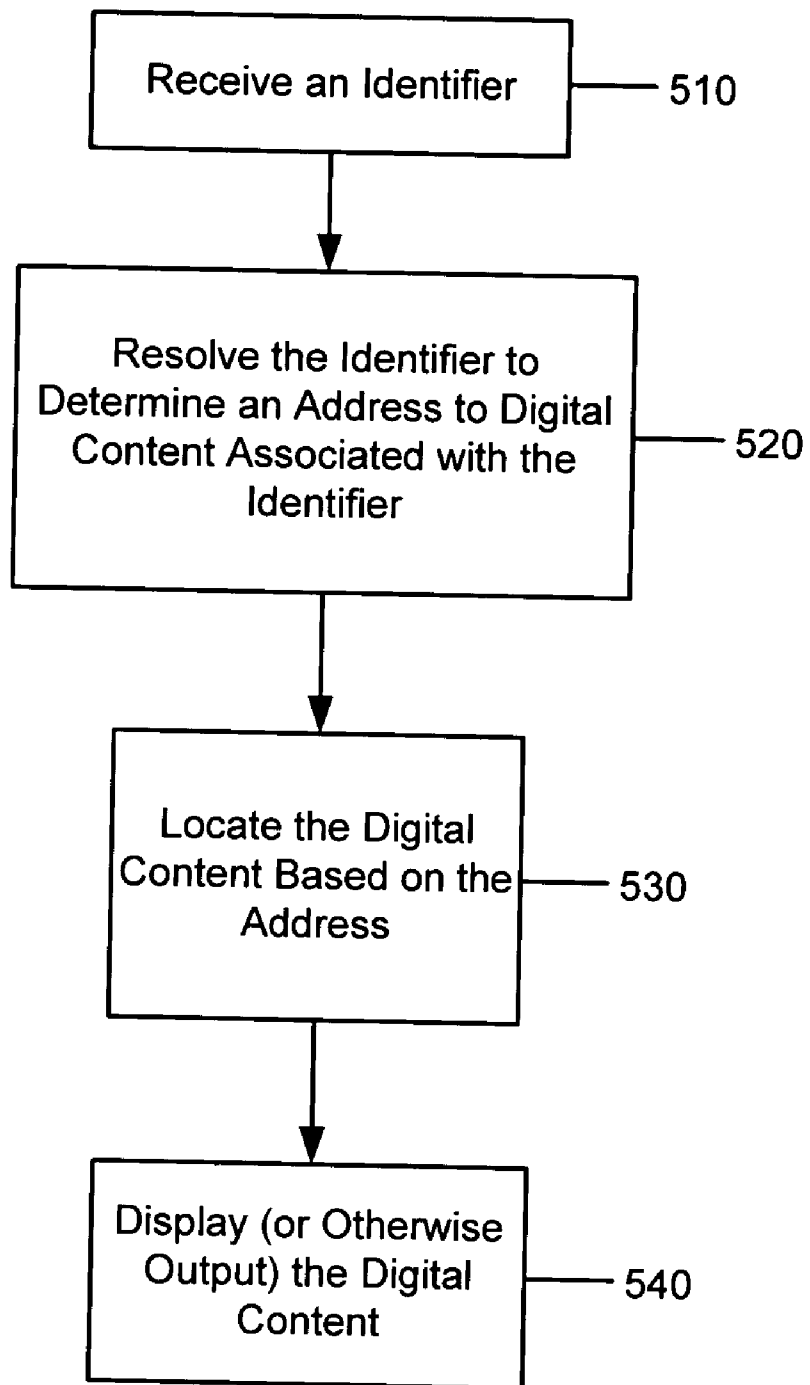 Receive an Identifier
510
Resolve the Identifier to
Determine an Address to Digital
Content Associated with the
Identifier
520
Locate the Digital
Content Based on the
Address
530
Display (or Otherwise
Output) the Digital
Content
540